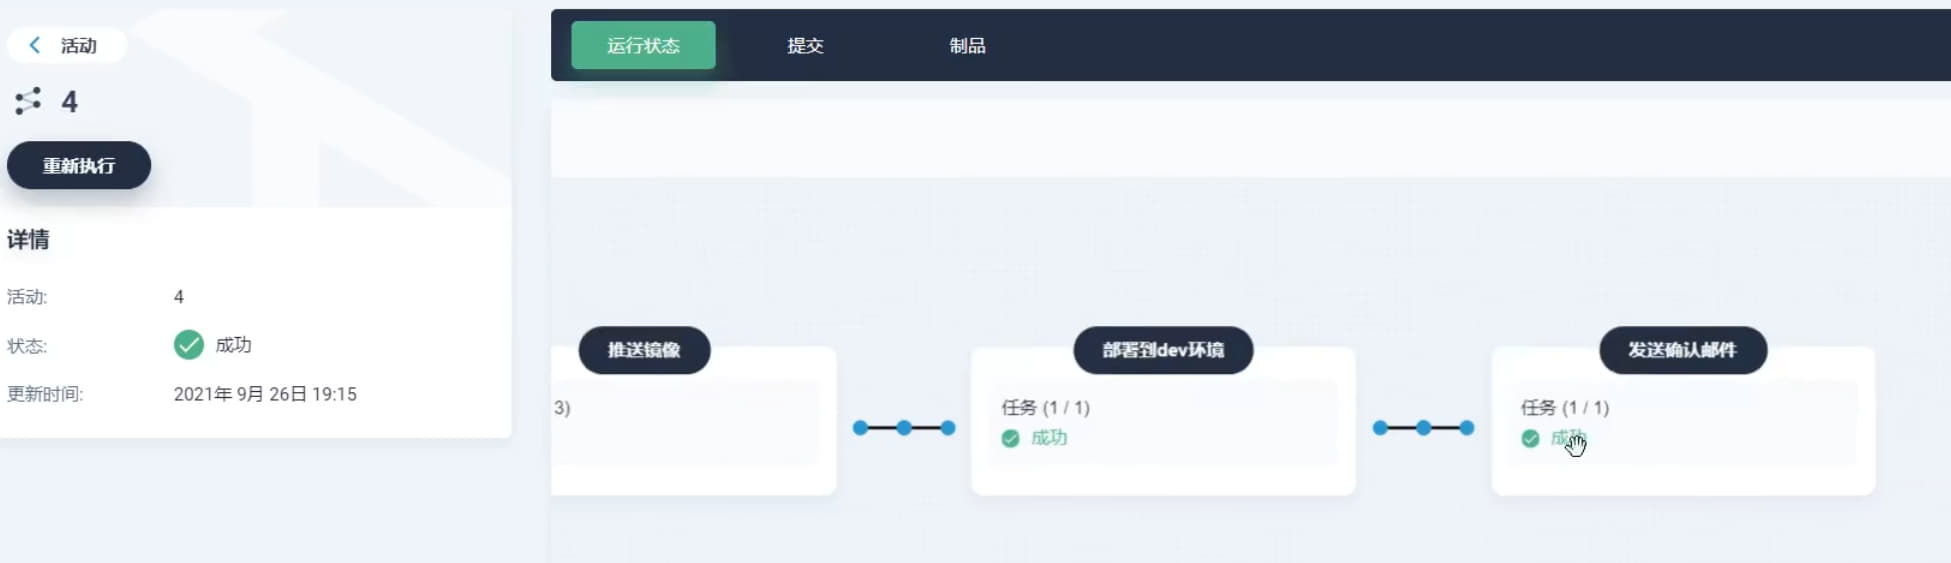 活动
4
重新执行
详情
活动:
4
状态:
成功
更新时间:
2021年 9月 26日 19:15
运行状态
提交
制品
推送镜像
3)
部署到dev环境
任务 (1 / 1)
成功
发送确认邮件
任务 (1 / 1)
成功